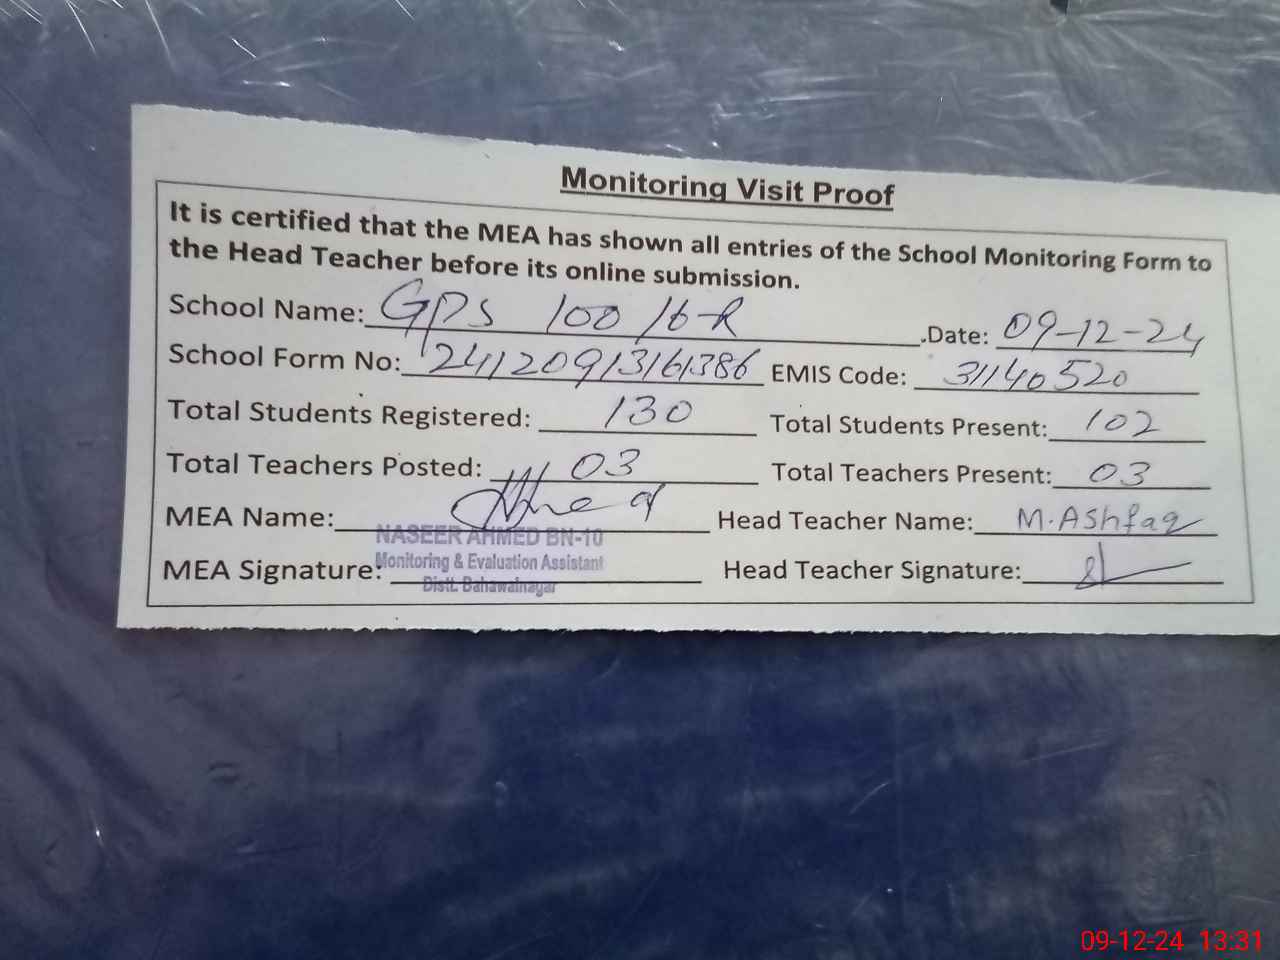 Monitoring Visit Proof
It is certified that the MEA has shown all entries of the School Monitoring Form to
the Head Teacher before its online submission.
School Name: GPS 100 16-R .Date: 09-12-24
School Form No: 24120913161386 EMIS Code: 31140520
Total Students Registered: 130 Total Students Present: 102
Total Teachers Posted: 03 Total Teachers Present: 03
MEA Name: Head Teacher Name: M.AShfaq
NASEER AHMED BN-10
Monitoring & Evaluation Assistant
MEA Signature: Head Teacher Signature:
Distt. Bahawalnagar
09-12-24 13:31